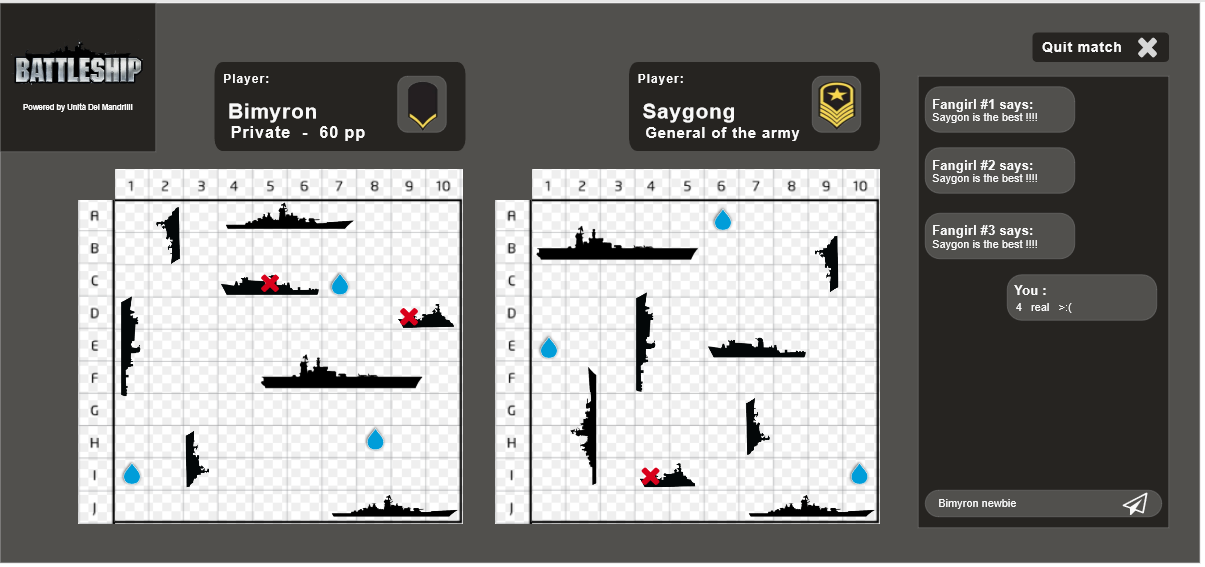 BATTLESHIP
Powered by Unità Dei Mandrilli
Player:
Bimyron
Private - 60 pp
Player:
Saygong
General of the army
Quit match
Fangirl #1 says:
Saygon is the best !!!!
Fangirl #2 says:
Saygon is the best !!!!
Fangirl #3 says:
Saygon is the best !!!!
You :
4 real >:(
Bimyron newbie
1 2 3 4 5 6 7 8 9 10
A
B
C
D
E
F
G
H
I
J
1 2 3 4 5 6 7 8 9 10
A
B
C
D
E
F
G
H
I
J